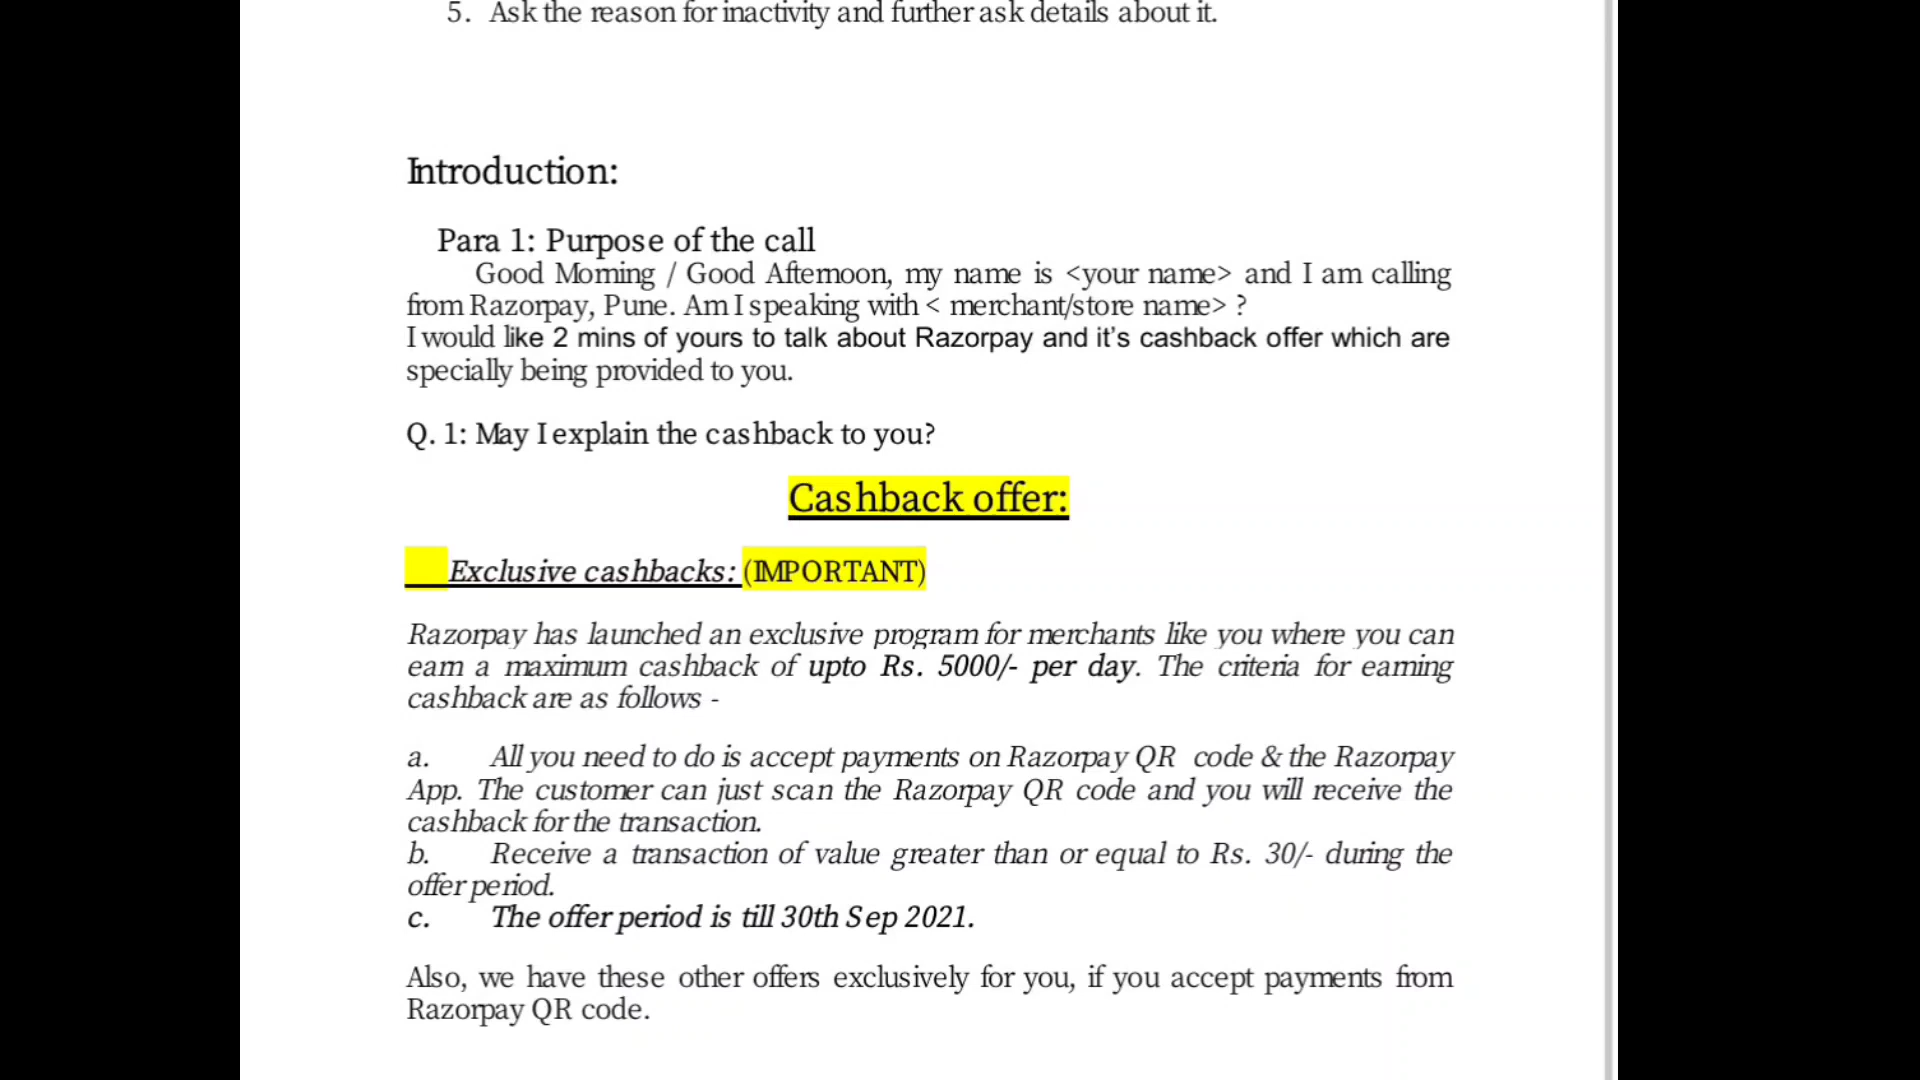 5. Ask the reason for inactivity and further ask details about it.
Introduction:
Para 1: Purpose of the call
Good Morning / Good Afternoon, my name is <your name> and I am calling
from Razorpay, Pune. Am I speaking with < merchant/store name> ?
I would like 2 mins of yours to talk about Razorpay and it’s cashback offer which are
specially being provided to you.
Q. 1: May I explain the cashback to you?
Cashback offer:
Exclusive cashbacks: (IMPORTANT)
Razorpay has launched an exclusive program for merchants like you where you can
earn a maximum cashback of upto Rs. 5000/- per day. The criteria for earning
cashback are as follows -
a. All you need to do is accept payments on Razorpay QR code & the Razorpay
App. The customer can just scan the Razorpay QR code and you will receive the
cashback for the transaction.
b. Receive a transaction of value greater than or equal to Rs. 30/- during the
offer period.
c. The offer period is till 30th Sep 2021.
Also, we have these other offers exclusively for you, if you accept payments from
Razorpay QR code.